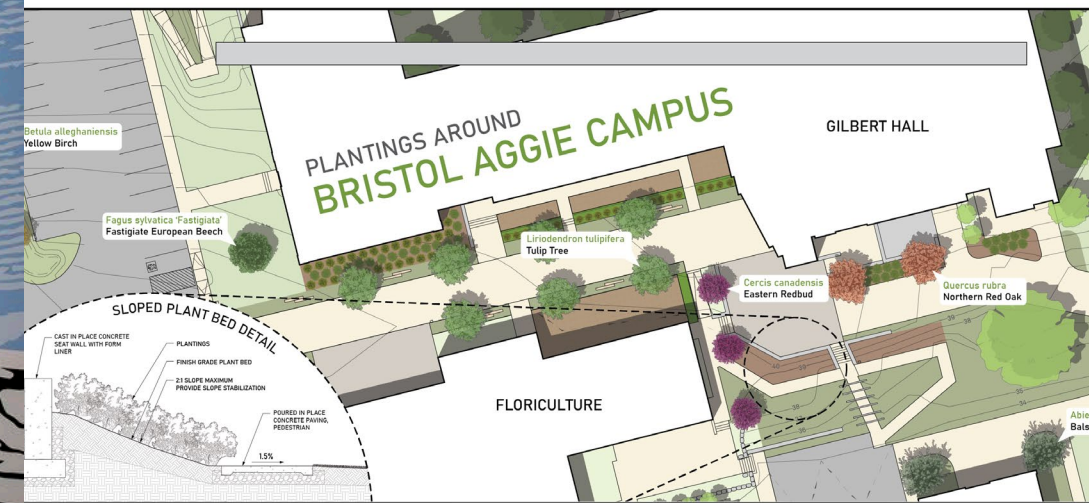 PLANTINGS AROUND
BRISTOL AGGIE CAMPUS
GILBERT HALL
Betula alleghaniensis
Yellow Birch
Fagus sylvatica 'Fastigiata'
Fastigiate European Beech
Liriodendron tulipifera
Tulip Tree
Cercis canadensis
Eastern Redbud
Quercus rubra
Northern Red Oak
SLOPED PLANT BED DETAIL
CAST IN PLACE CONCRETE
SEAT WALL WITH FORM
LINER
PLANTINGS
FINISH GRADE PLANT BED
2:1 SLOPE MAXIMUM
PROVIDE SLOPE STABILIZATION
POURED IN PLACE
CONCRETE PAVING,
PEDESTRIAN
1.5%
FLORICULTURE
Abie
Bals